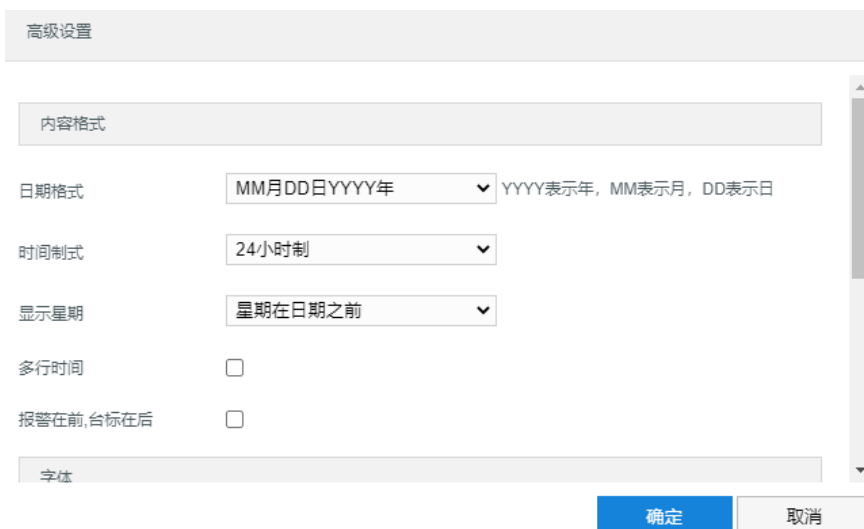 高级设置
内容格式
日期格式 MM月DD日YYYY年 YYYY表示年，MM表示月，DD表示日
时间制式 24小时制
显示星期 星期在日期之前
多行时间
报警在前,台标在后
字体
确定 取消